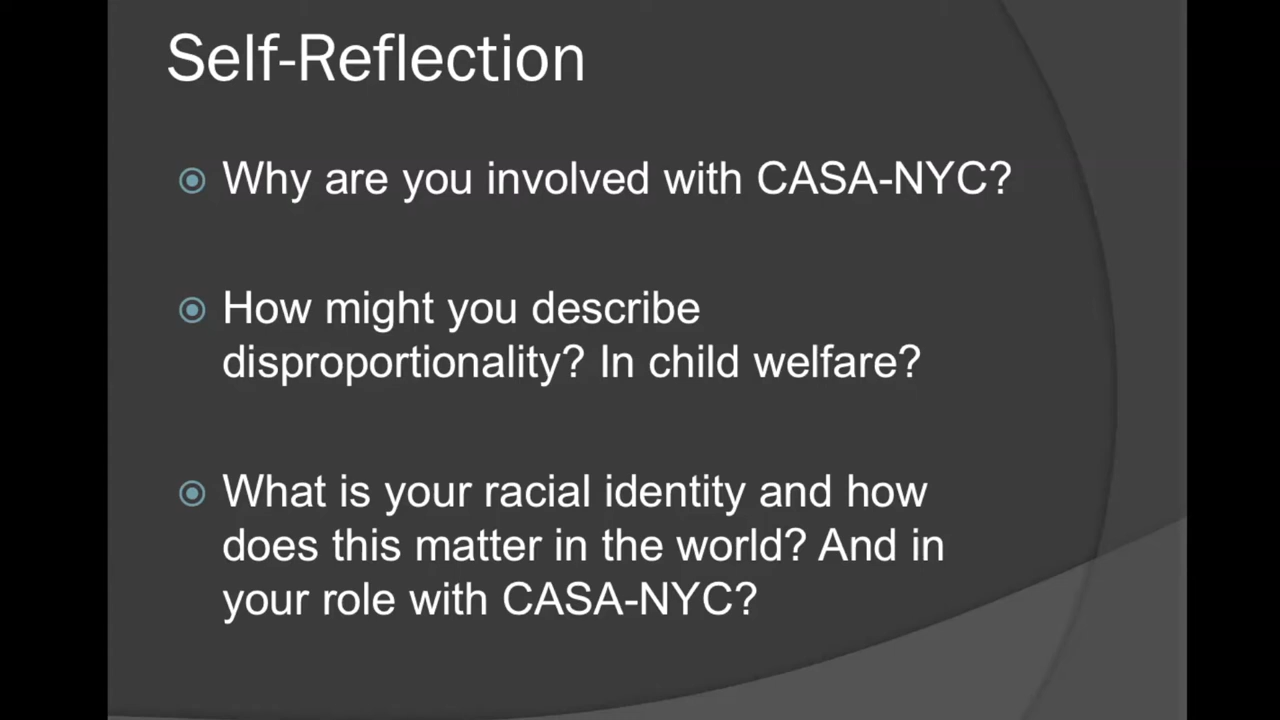 Self-Reflection
Why are you involved with CASA-NYC?
How might you describe
disproportionality? In child welfare?
What is your racial identity and how
does this matter in the world? And in
your role with CASA-NYC?